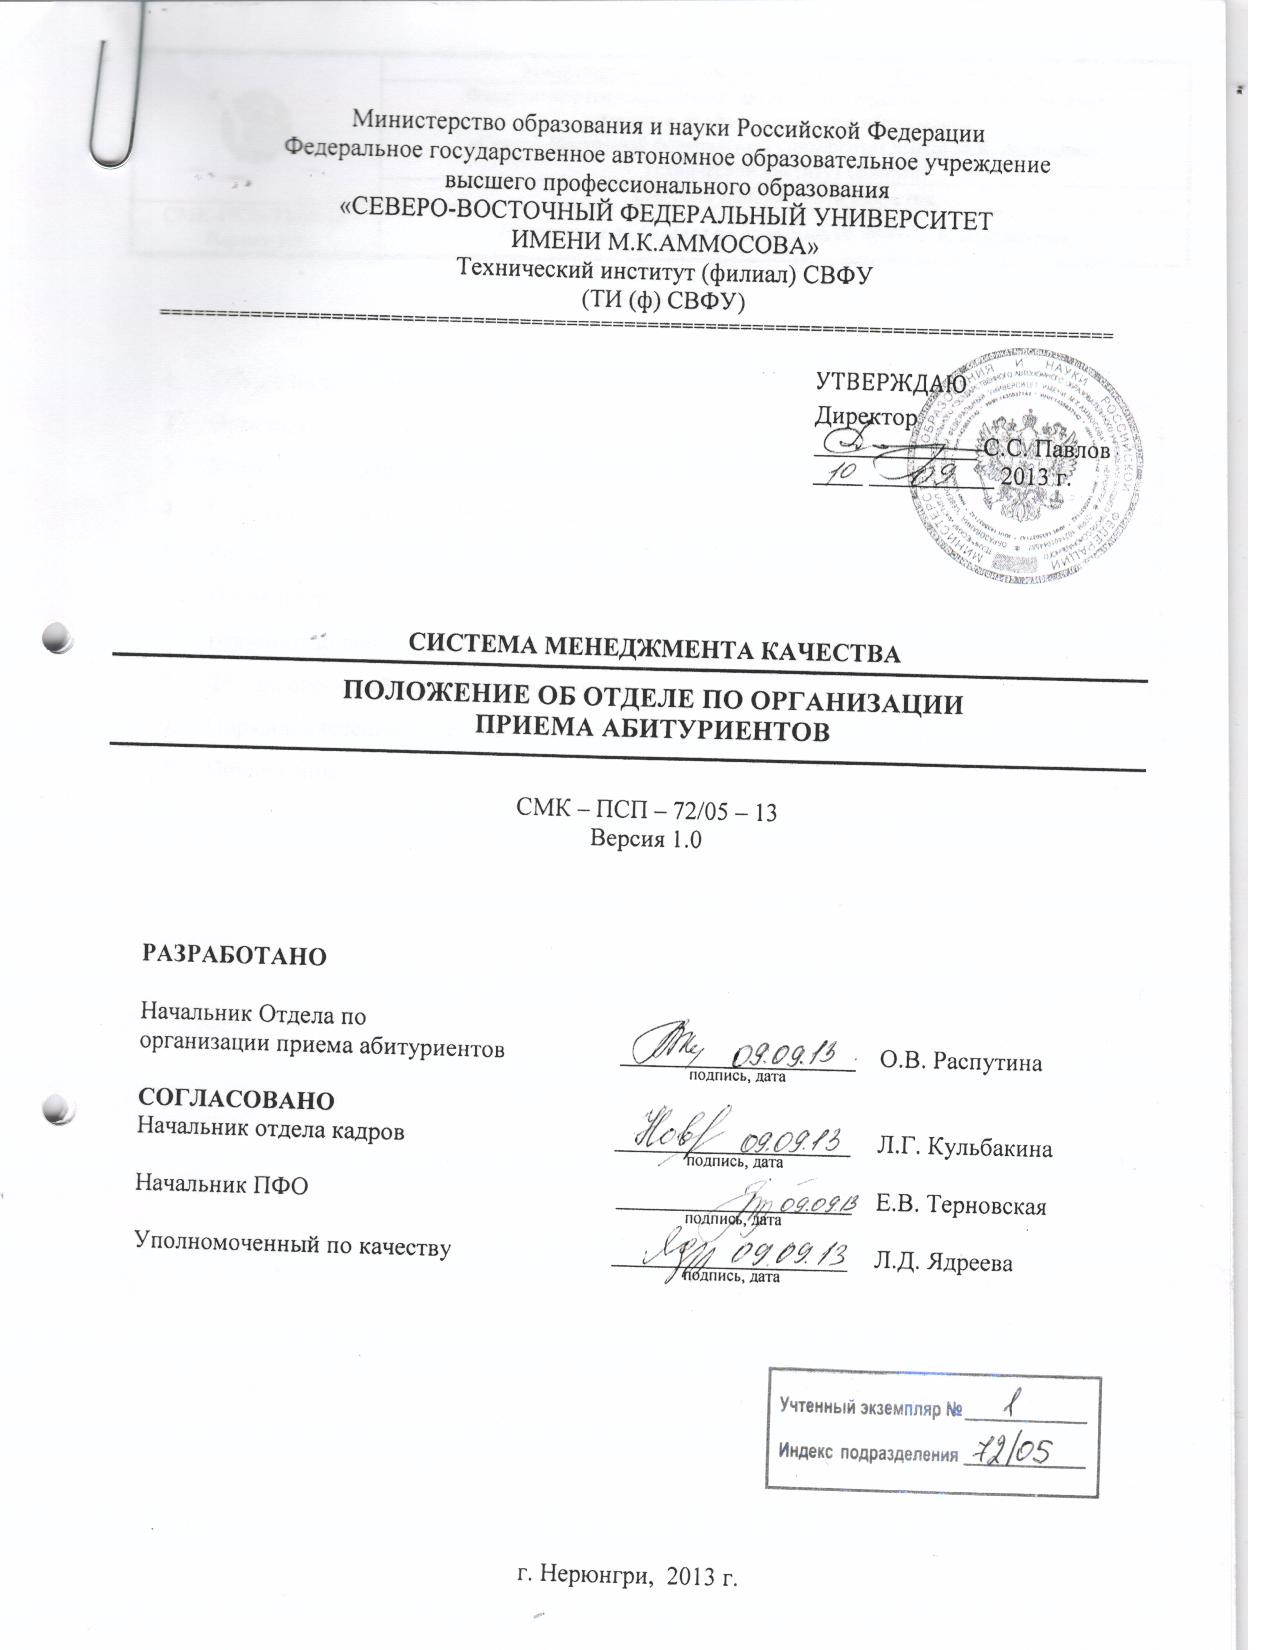 Министерство образования и науки Российской Федерации
Федеральное государственное автономное образовательное учреждение
высшего профессионального образования
«СЕВЕРО-ВОСТОЧНЫЙ ФЕДЕРАЛЬНЫЙ УНИВЕРСИТЕТ
ИМЕНИ М.К.АММОСОВА»
Технический институт (филиал) СВФУ
(ТИ (ф) СВФУ)
УТВЕРЖДАЮ
Директор
С.С. Павлов
10 09 2013 г.
СИСТЕМА МЕНЕДЖМЕНТА КАЧЕСТВА
ПОЛОЖЕНИЕ ОБ ОТДЕЛЕ ПО ОРГАНИЗАЦИИ
ПРИЕМА АБИТУРИЕНТОВ
СМК – ПСП – 72/05 – 13
Версия 1.0
РАЗРАБОТАНО
Начальник Отдела по
организации приема абитуриентов 09.09.13 О.В. Распутина
подпись, дата
СОГЛАСОВАНО
Начальник отдела кадров 09.09.13 Л.Г. Кульбакина
подпись, дата
Начальник ПФО 09.09.13 Е.В. Терновская
подпись, дата
Уполномоченный по качеству 09.09.13 Л.Д. Ядреева
подпись, дата
Учтенный экземпляр № 1
Индекс подразделения 72/05
г. Нерюнгри, 2013 г.